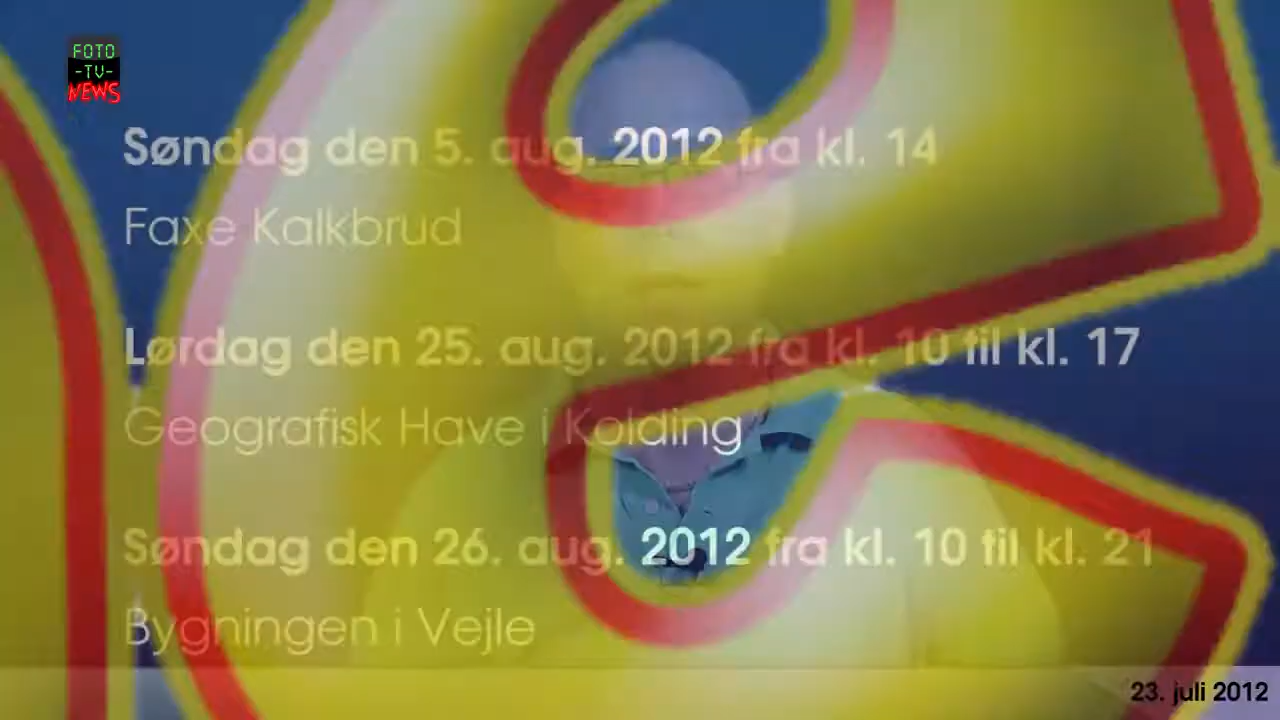 FOTO
-TV-
NEWS
Søndag den 5. aug. 2012 fra kl. 14
Faxe Kalkbrud
Lørdag den 25. aug. 2012 fra kl. 10 til kl. 17
Geografisk Have i Kolding
Søndag den 26. aug. 2012 fra kl. 10 til kl. 21
Bygningen i Vejle
23. juli 2012